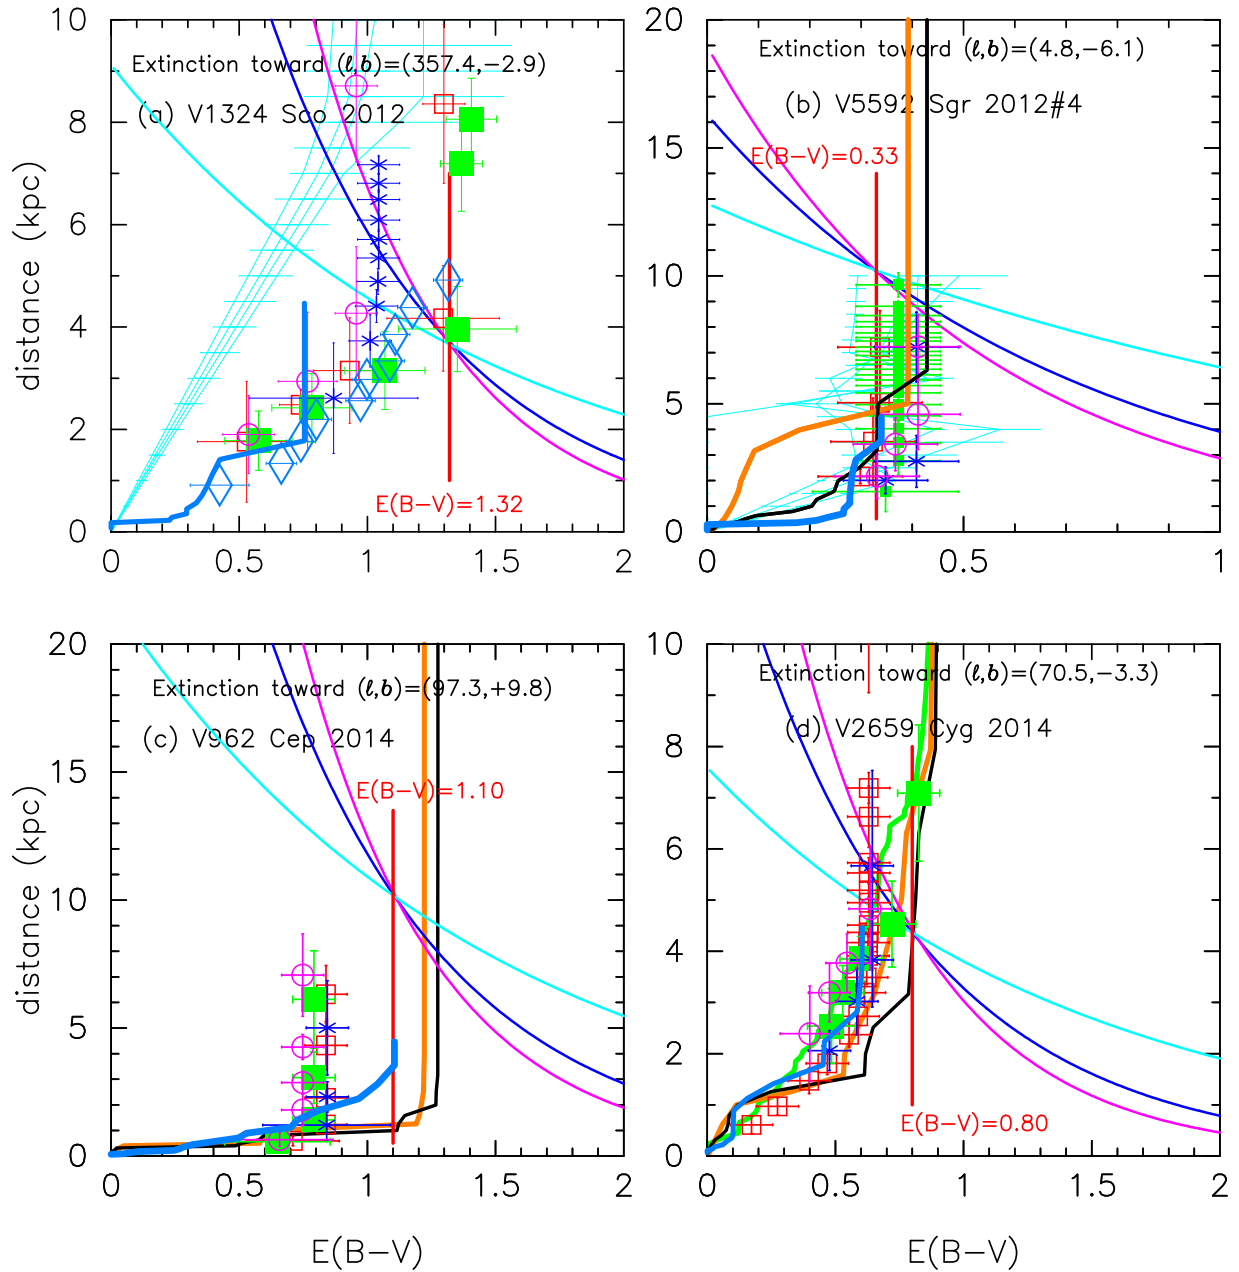 10
Extinction toward (ℓ,b)=(357.4,−2.9)
(a) V1324 Sco 2012
8
6
4
2
0
E(B−V)=1.32
0
0.5
1
1.5
2
distance (kpc)
20
Extinction toward (ℓ,b)=(4.8,−6.1)
(b) V5592 Sgr 2012#4
E(B−V)=0.33
15
10
5
0
0
0.5
1
20
Extinction toward (ℓ,b)=(97.3,+9.8)
(c) V962 Cep 2014
E(B−V)=1.10
15
10
5
0
0
0.5
1
1.5
2
distance (kpc)
E(B−V)
10
Extinction toward (ℓ,b)=(70.5,−3.3)
(d) V2659 Cyg 2014
8
6
4
2
0
E(B−V)=0.80
0
0.5
1
1.5
2
E(B−V)